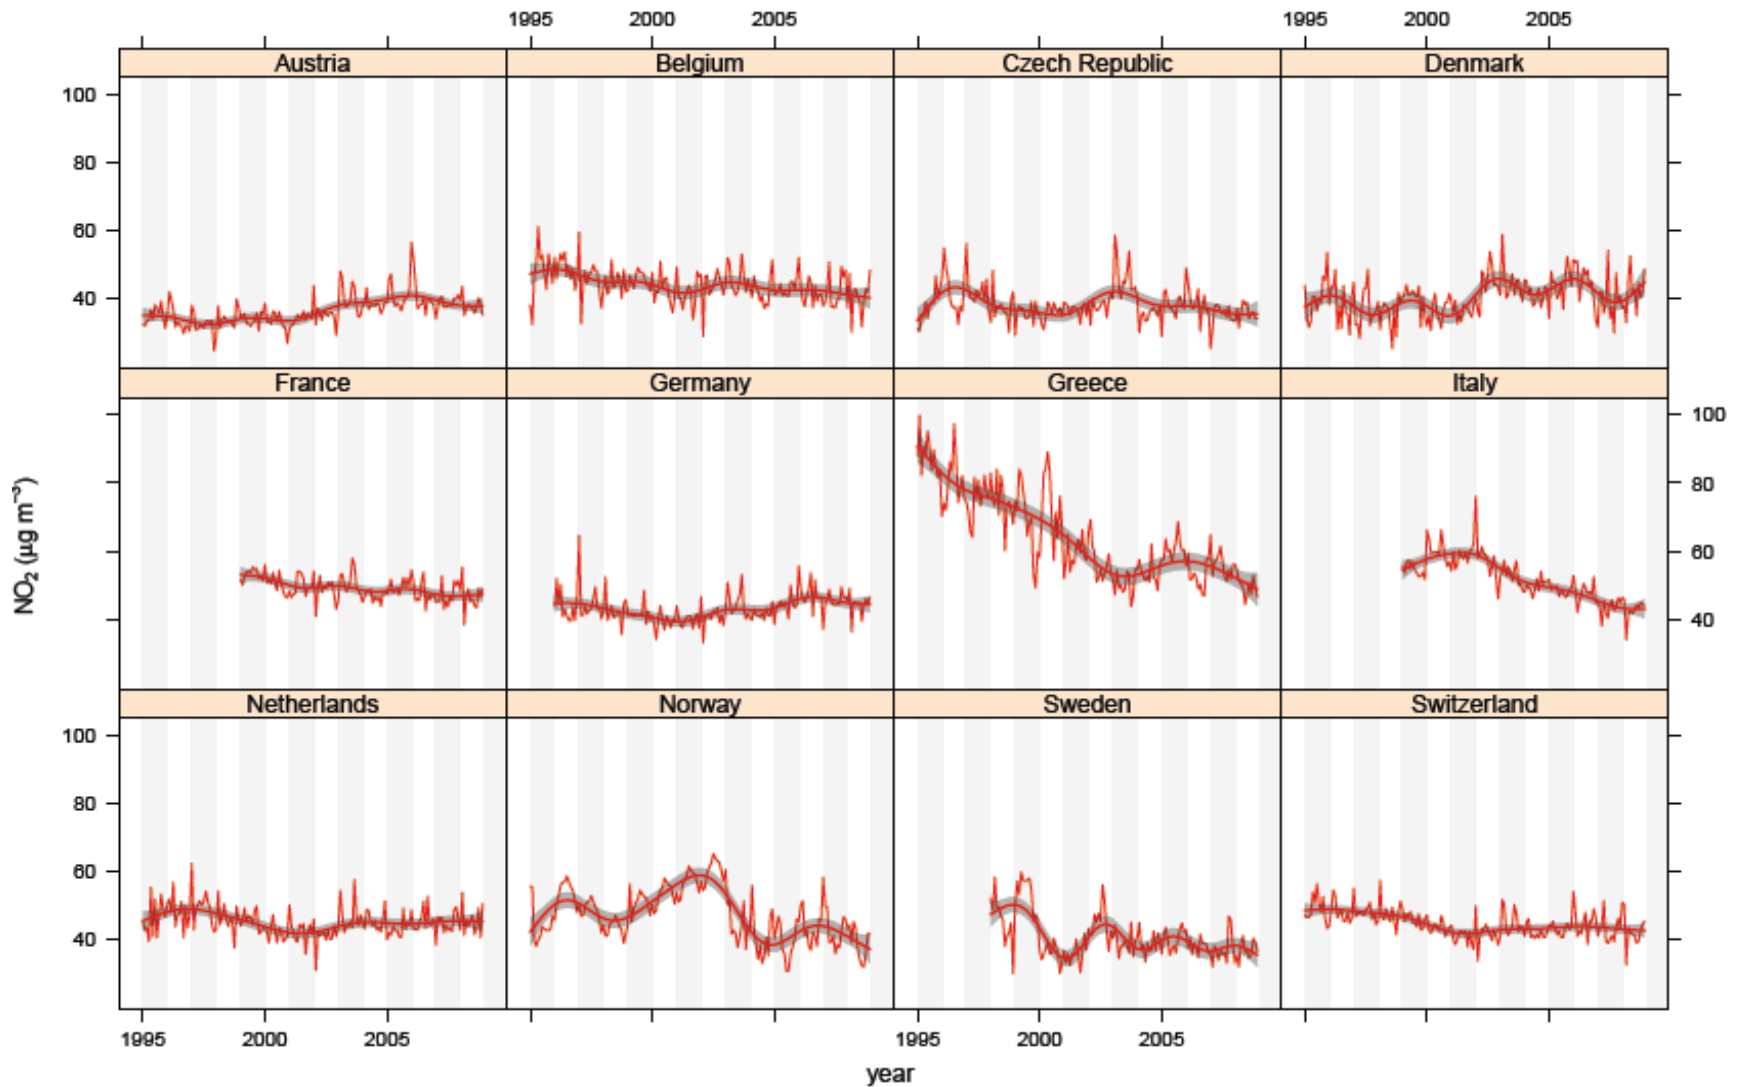 1995 2000 2005 1995 2000 2005
Austria Belgium Czech Republic Denmark
100
80
60
40
France Germany Greece Italy
100
80
60
40
NO₂ (µg m⁻³)
Netherlands Norway Sweden Switzerland
100
80
60
40
1995 2000 2005 1995 2000 2005
year